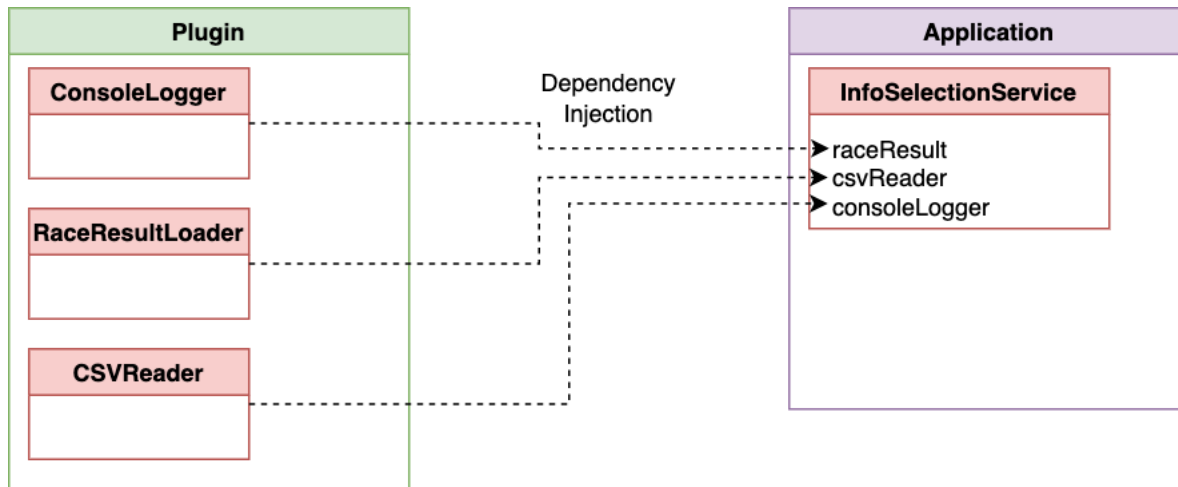 Plugin
ConsoleLogger
RaceResultLoader
CSVReader
Dependency
Injection
Application
InfoSelectionService
raceResult
csvReader
consoleLogger